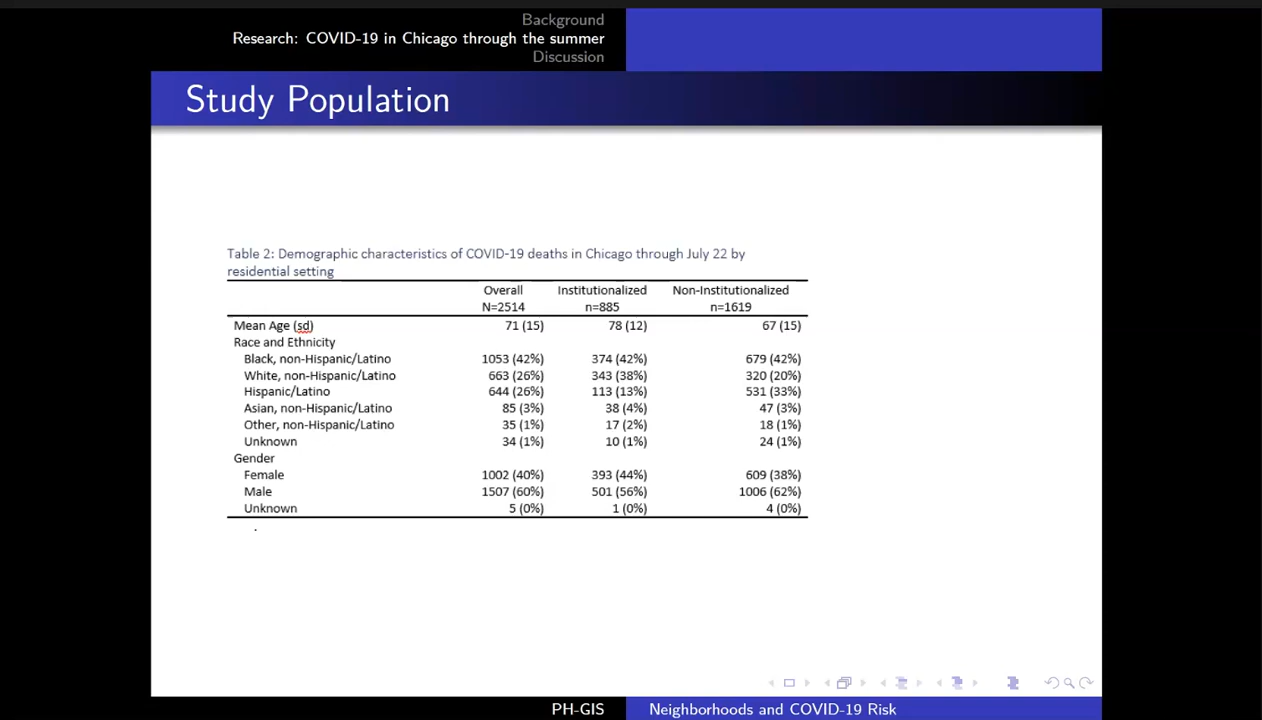 Background
Research: COVID-19 in Chicago through the summer
Discussion
Study Population
Table 2: Demographic characteristics of COVID-19 deaths in Chicago through July 22 by
residential setting
Overall Institutionalized Non-Institutionalized
N=2514 n=885 n=1619
Mean Age (sd) 71 (15) 78 (12) 67 (15)
Race and Ethnicity
Black, non-Hispanic/Latino 1053 (42%) 374 (42%) 679 (42%)
White, non-Hispanic/Latino 663 (26%) 343 (38%) 320 (20%)
Hispanic/Latino 644 (26%) 113 (13%) 531 (33%)
Asian, non-Hispanic/Latino 85 (3%) 38 (4%) 47 (3%)
Other, non-Hispanic/Latino 35 (1%) 17 (2%) 18 (1%)
Unknown 34 (1%) 10 (1%) 24 (1%)
Gender
Female 1002 (40%) 393 (44%) 609 (38%)
Male 1507 (60%) 501 (56%) 1006 (62%)
Unknown 5 (0%) 1 (0%) 4 (0%)
PH-GIS Neighborhoods and COVID-19 Risk